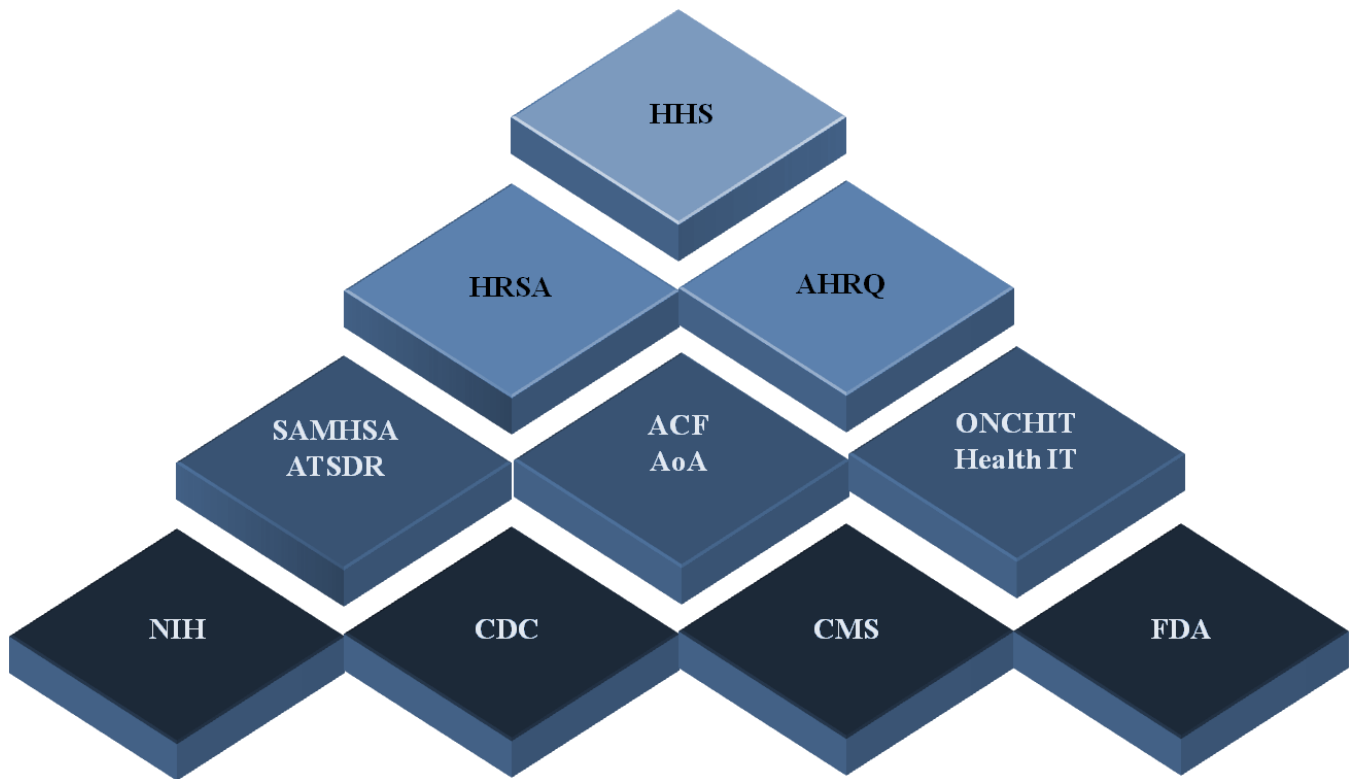 HHS
HRSA
AHRQ
SAMHSA
ATSDR
ACF
AoA
ONCHIT
Health IT
NIH
CDC
CMS
FDA